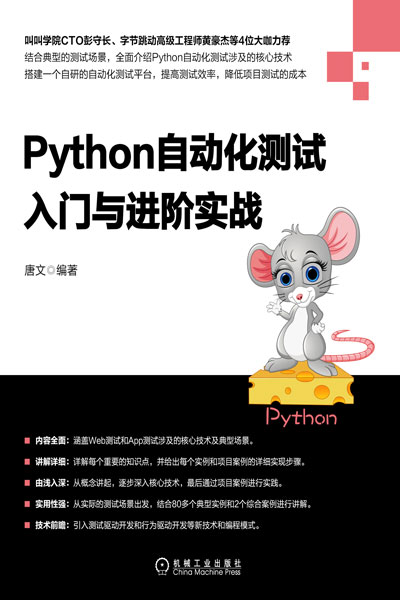 叫叫学院CTO彭守长、字节跳动高级工程师黄豪杰等4位大咖力荐
结合典型的测试场景，全面介绍Python自动化测试涉及的核心技术
搭建一个自研的自动化测试平台，提高测试效率，降低项目测试的成本
Python自动化测试
入门与进阶实战
唐文◎编著
Python
■ 内容全面：涵盖Web测试和App测试涉及的核心技术及典型场景。
■ 讲解详细：详解每个重要的知识点，并给出每个实例和项目案例的详细实现步骤。
■ 由浅入深：从概念讲起，逐步深入核心技术，最后通过项目案例进行实践。
■ 实用性强：从实际的测试场景出发，结合80多个典型实例和2个综合案例进行讲解。
■ 技术前瞻：引入测试驱动开发和行为驱动开发等新技术和编程模式。
机械工业出版社
China Machine Press